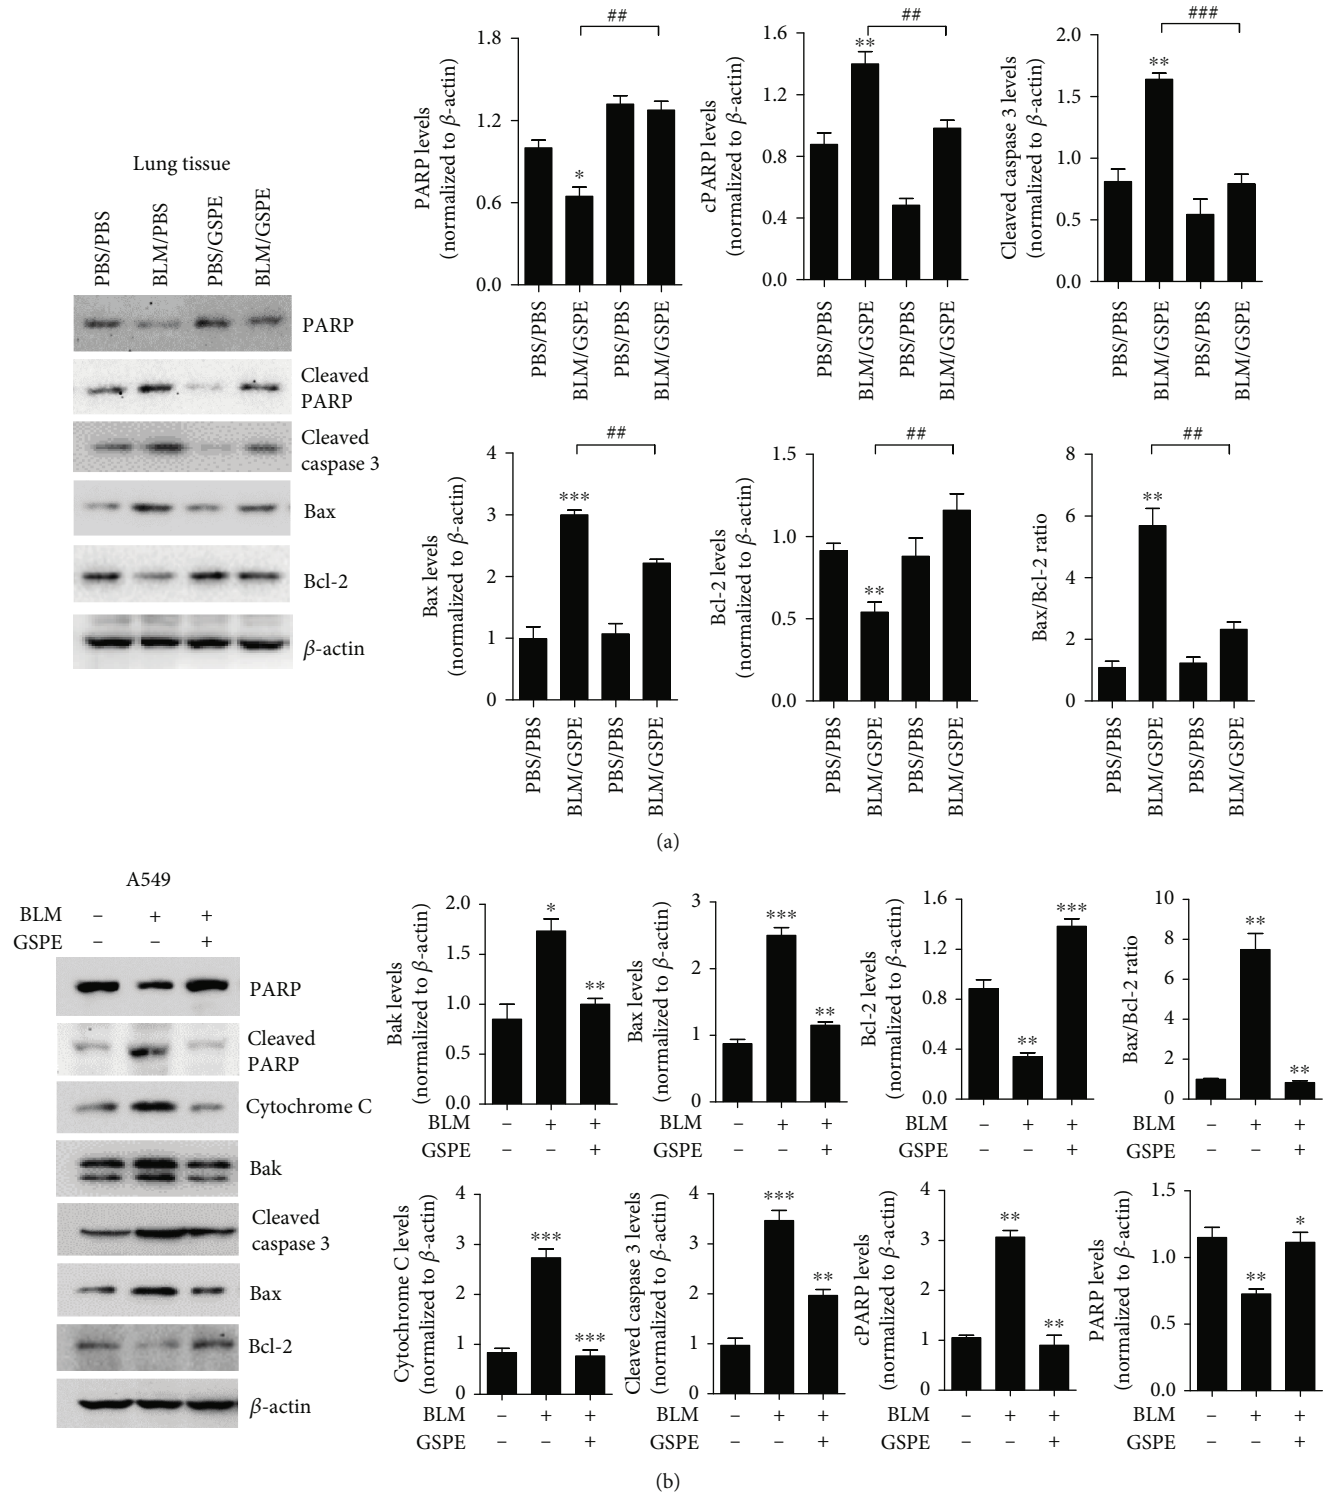 Lung tissue
PBS/PBS
BLM/PBS
PBS/GSPE
BLM/GSPE
PARP
Cleaved
PARP
Cleaved
caspase 3
Bax
Bcl-2
β-actin
##
PARP levels
(normalized to β-actin)
1.8
1.2
0.6
0.0
*
PBS/PBS
BLM/GSPE
PBS/PBS
BLM/GSPE
##
cPARP levels
(normalized to β-actin)
1.6
1.2
0.8
0.4
0.0
**
PBS/PBS
BLM/GSPE
PBS/PBS
BLM/GSPE
###
Cleaved caspase 3 levels
(normalized to β-actin)
2.0
1.5
1.0
0.5
0.0
**
PBS/PBS
BLM/GSPE
PBS/PBS
BLM/GSPE
##
Bax levels
(normalized to β-actin)
4
3
2
1
0
***
PBS/PBS
BLM/GSPE
PBS/PBS
BLM/GSPE
##
Bcl-2 levels
(normalized to β-actin)
1.5
1.0
0.5
0.0
**
PBS/PBS
BLM/GSPE
PBS/PBS
BLM/GSPE
##
Bax/Bcl-2 ratio
8
6
4
2
0
**
PBS/PBS
BLM/GSPE
PBS/PBS
BLM/GSPE
(a)
A549
BLM − + +
GSPE − − +
PARP
Cleaved
PARP
Cytochrome C
Bak
Cleaved
caspase 3
Bax
Bcl-2
β-actin
Bak levels
(normalized to β-actin)
2.0
1.5
1.0
0.5
0.0
*
**
BLM − + +
GSPE − − +
Bax levels
(normalized to β-actin)
3
2
1
0
***
**
BLM − + +
GSPE − − +
Bcl-2 levels
(normalized to β-actin)
1.6
1.2
0.8
0.4
0.0
**
***
BLM − + +
GSPE − − +
Bax/Bcl-2 ratio
10
8
6
4
2
0
**
**
BLM − + +
GSPE − − +
Cytochrome C levels
(normalized to β-actin)
4
3
2
1
0
***
***
BLM − + +
GSPE − − +
Cleaved caspase 3 levels
(normalized to β-actin)
4
3
2
1
0
***
**
BLM − + +
GSPE − − +
cPARP levels
(normalized to β-actin)
4
3
2
1
0
**
**
BLM − + +
GSPE − − +
PARP levels
(normalized to β-actin)
1.5
1.0
0.5
0.0
**
*
BLM − + +
GSPE − − +
(b)